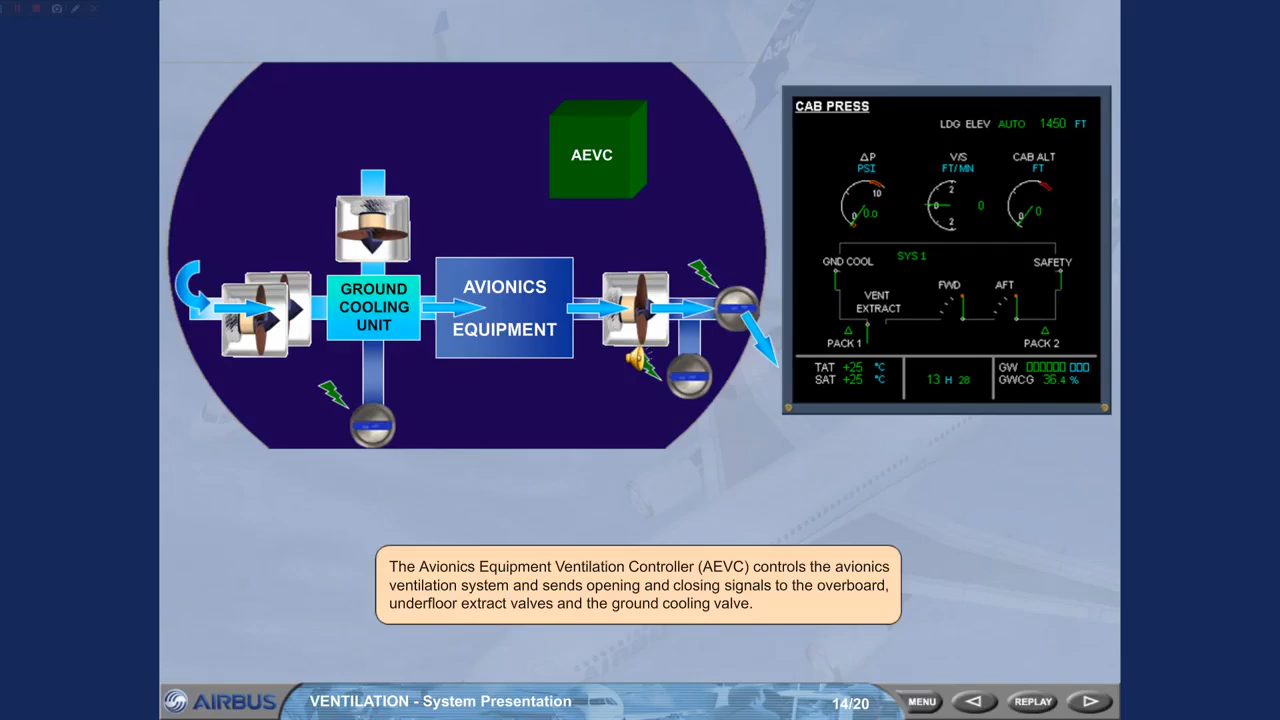 AEVC
GROUND
COOLING
UNIT
AVIONICS
EQUIPMENT
CAB PRESS
LDG ELEV AUTO 1450 FT
ΔP
PSI
V/S
FT/MN
CAB ALT
FT
10
0
0.0
2
0
2
0
0
0
GND COOL
SYS 1
SAFETY
VENT
EXTRACT
FWD
AFT
PACK 1
PACK 2
TAT +25 °C
SAT +25 °C
13 H 28
GW
GWCG 36.4 %
The Avionics Equipment Ventilation Controller (AEVC) controls the avionics
ventilation system and sends opening and closing signals to the overboard,
underfloor extract valves and the ground cooling valve.
AIRBUS
VENTILATION - System Presentation
14/20
MENU
REPLAY